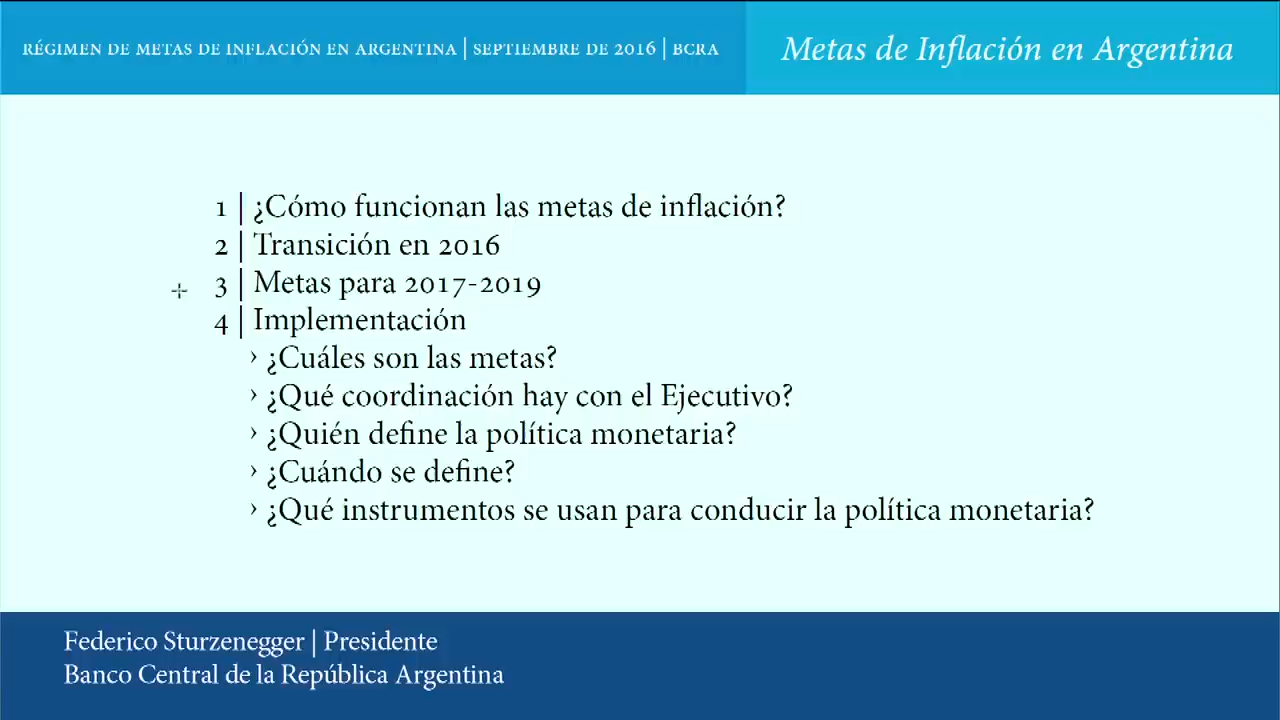 RÉGIMEN DE METAS DE INFLACIÓN EN ARGENTINA | SEPTIEMBRE DE 2016 | BCRA
Metas de Inflación en Argentina
1 | ¿Cómo funcionan las metas de inflación?
2 | Transición en 2016
3 | Metas para 2017-2019
4 | Implementación
› ¿Cuáles son las metas?
› ¿Qué coordinación hay con el Ejecutivo?
› ¿Quién define la política monetaria?
› ¿Cuándo se define?
› ¿Qué instrumentos se usan para conducir la política monetaria?
Federico Sturzenegger | Presidente
Banco Central de la República Argentina